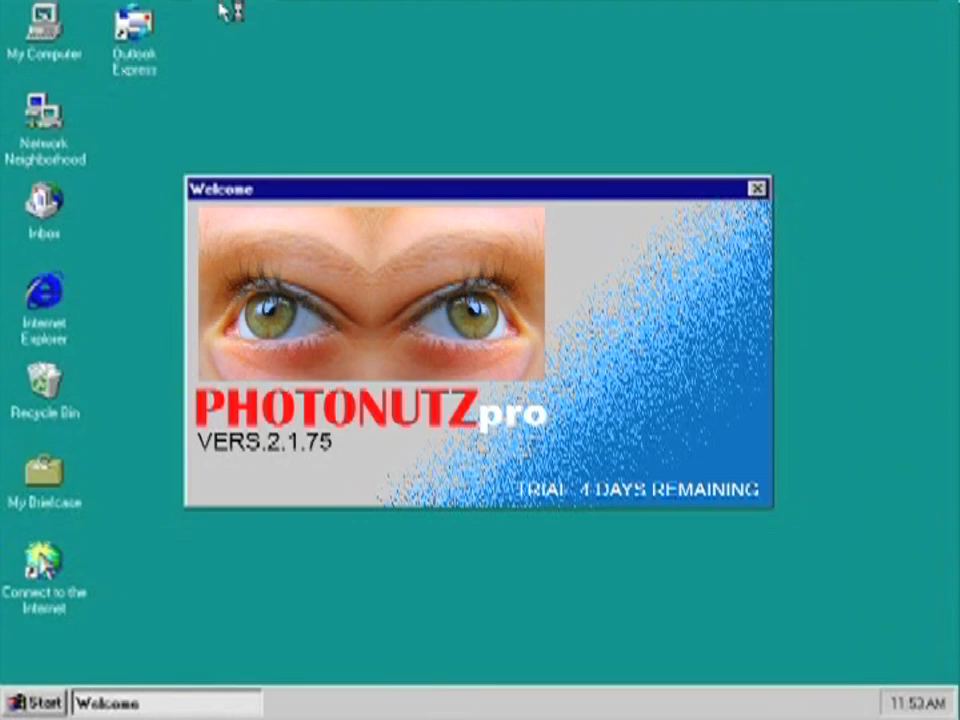 My Computer
Outlook
Express
Network
Neighborhood
Inbox
Internet
Explorer
Recycle Bin
My Briefcase
Connect to the
Internet
Welcome
PHOTONUTZpro
VERS.2.1.75
TRIAL 4 DAYS REMAINING
Start
Welcome
11:53 AM